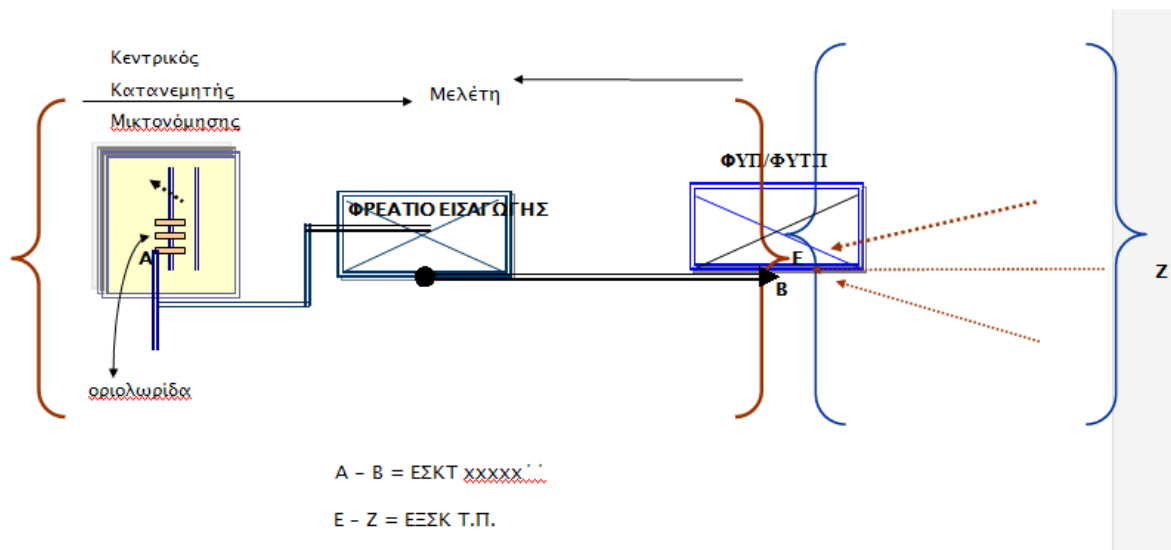 Κεντρικός
Κατανεμητής
Μικτονόμησης
Μελέτη
ΦΥΠ/ΦΥΤΠ
ΦΡΕΑΤΙΟ ΕΙΣΑΓΩΓΗΣ
Α
Ε
Β
Ζ
οριολωρίδα
Α – Β = ΕΣΚΤ xxxxx΄΄
Ε – Ζ = ΕΞΣΚ Τ.Π.